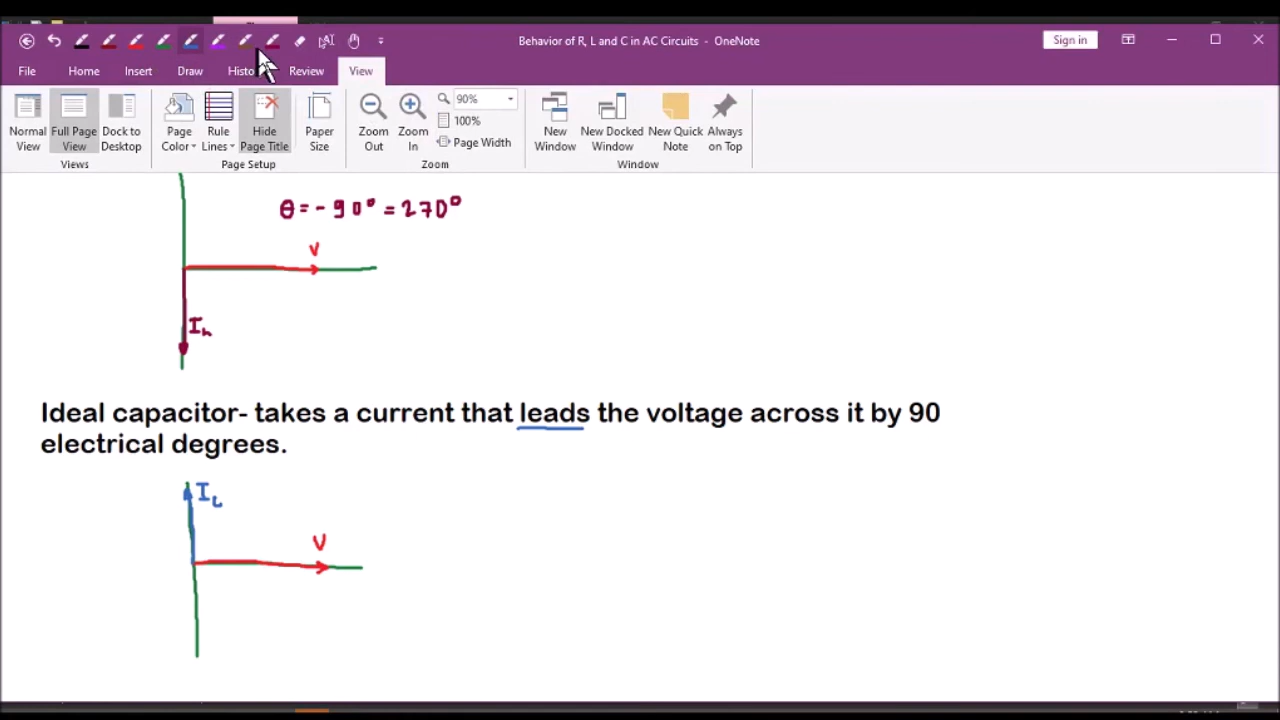 Behavior of R, L and C in AC Circuits - OneNote
Sign in
File Home Insert Draw History Review View
Normal View
Full Page View
Dock to Desktop
Views
Page Color
Rule Lines
Hide Page Title
Paper Size
Page Setup
Zoom Out
Zoom In
90%
100%
Page Width
Zoom
New Window
New Docked Window
New Quick Note
Always on Top
Window
θ = - 90° = 270°
V
I
Ideal capacitor- takes a current that leads the voltage across it by 90
electrical degrees.
I
V